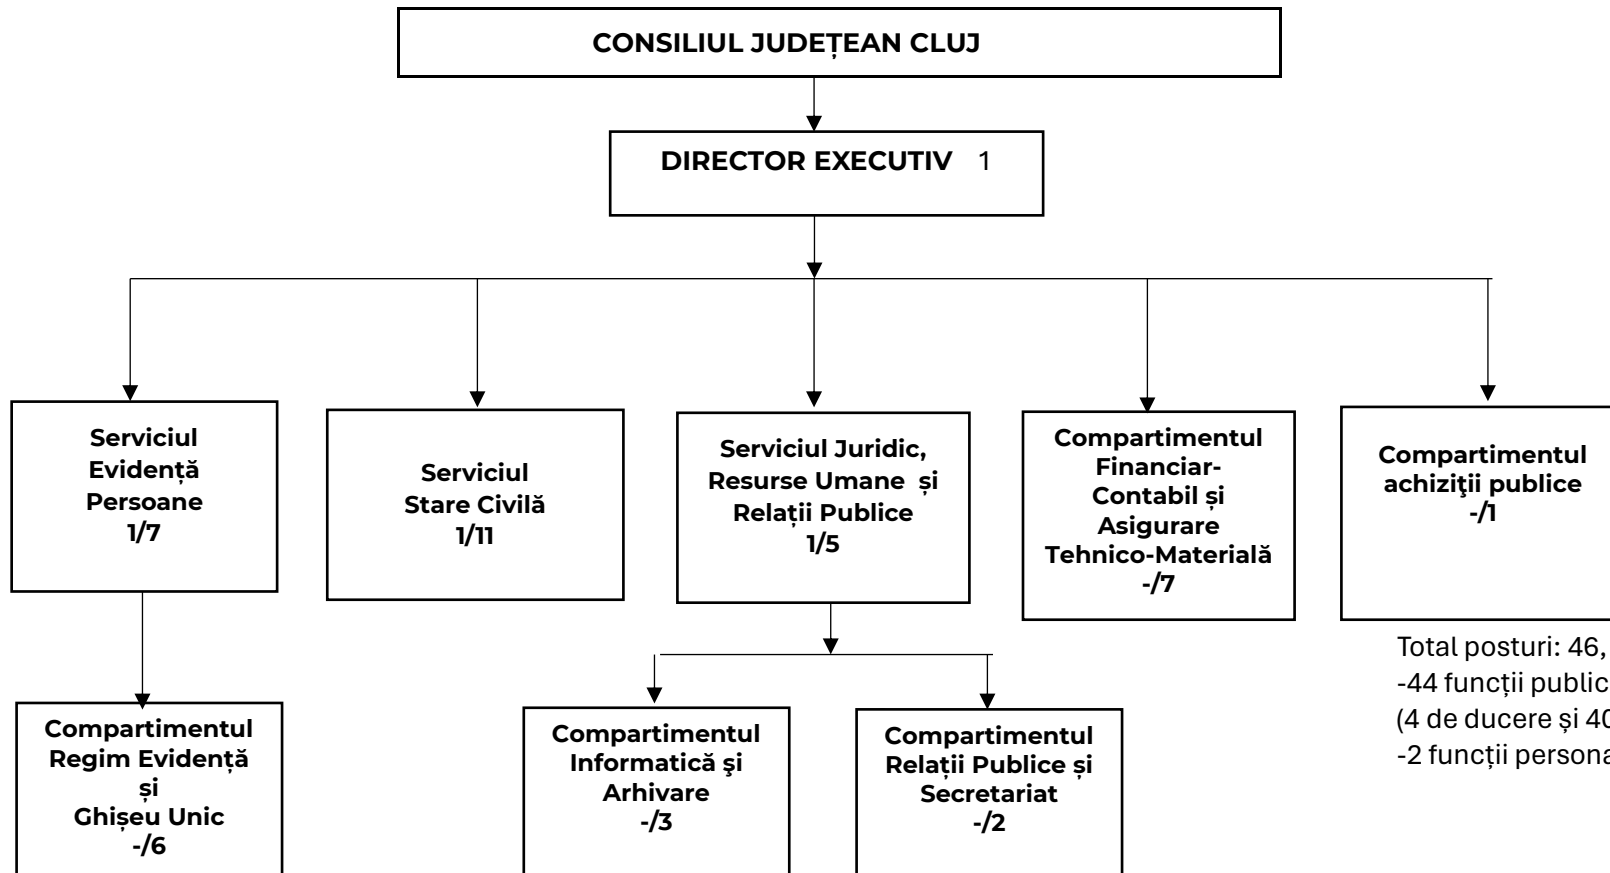 CONSILIUL JUDEȚEAN CLUJ
DIRECTOR EXECUTIV 1
Serviciul
Evidență
Persoane
1/7
Serviciul
Stare Civilă
1/11
Serviciul Juridic,
Resurse Umane și
Relații Publice
1/5
Compartimentul
Financiar-
Contabil și
Asigurare
Tehnico-Materială
-/7
Compartimentul
achiziţii publice
-/1
Total posturi: 46,
-44 funcții public
(4 de ducere și 40
-2 funcții persona
Compartimentul
Regim Evidență
și
Ghișeu Unic
-/6
Compartimentul
Informatică şi
Arhivare
-/3
Compartimentul
Relații Publice și
Secretariat
-/2